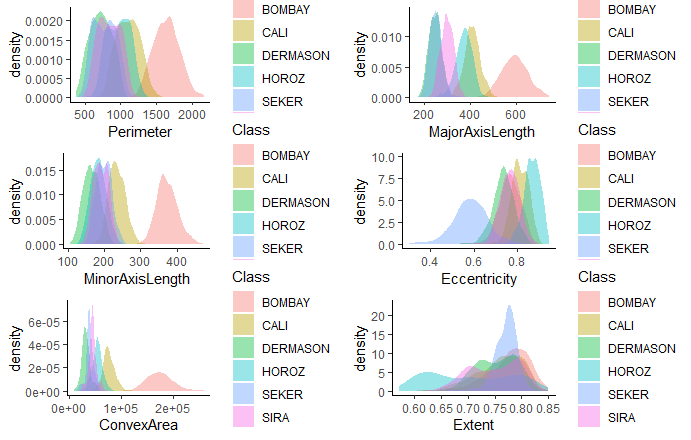 density
0.0020
0.0015
0.0010
0.0005
0.0000
500 1000 1500 2000
Perimeter
BOMBAY
CALI
DERMASON
HOROZ
SEKER
density
0.010
0.005
0.000
200 400 600
MajorAxisLength
BOMBAY
CALI
DERMASON
HOROZ
SEKER
density
0.015
0.010
0.005
0.000
100 200 300 400
MinorAxisLength
Class
BOMBAY
CALI
DERMASON
HOROZ
SEKER
density
10.0
7.5
5.0
2.5
0.0
0.4 0.6 0.8
Eccentricity
Class
BOMBAY
CALI
DERMASON
HOROZ
SEKER
density
6e-05
4e-05
2e-05
0e+00
0e+00 1e+05 2e+05
ConvexArea
Class
BOMBAY
CALI
DERMASON
HOROZ
SEKER
SIRA
density
20
15
10
5
0
0.60 0.65 0.70 0.75 0.80 0.85
Extent
Class
BOMBAY
CALI
DERMASON
HOROZ
SEKER
SIRA